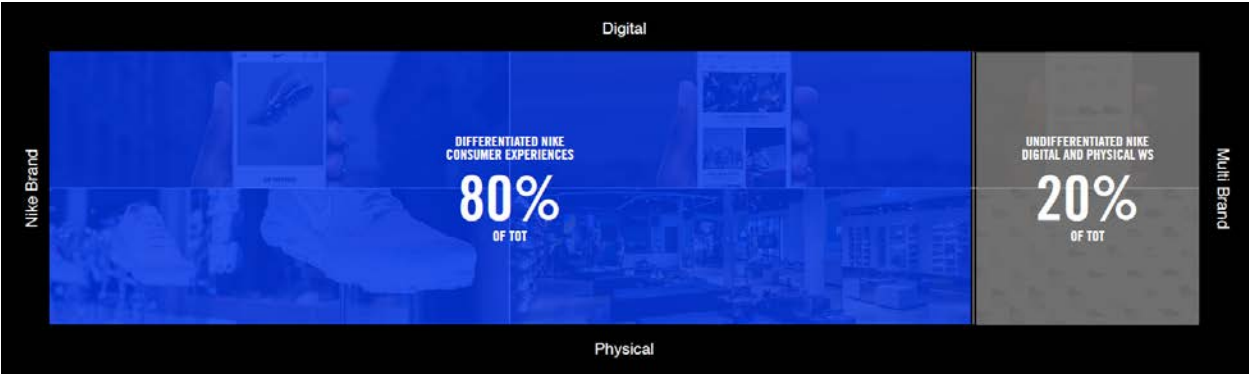 Digital
Nike Brand
DIFFERENTIATED NIKE
CONSUMER EXPERIENCES
80%
OF TOT
UNDIFFERENTIATED NIKE
DIGITAL AND PHYSICAL WS
20%
OF TOT
Multi Brand
Physical